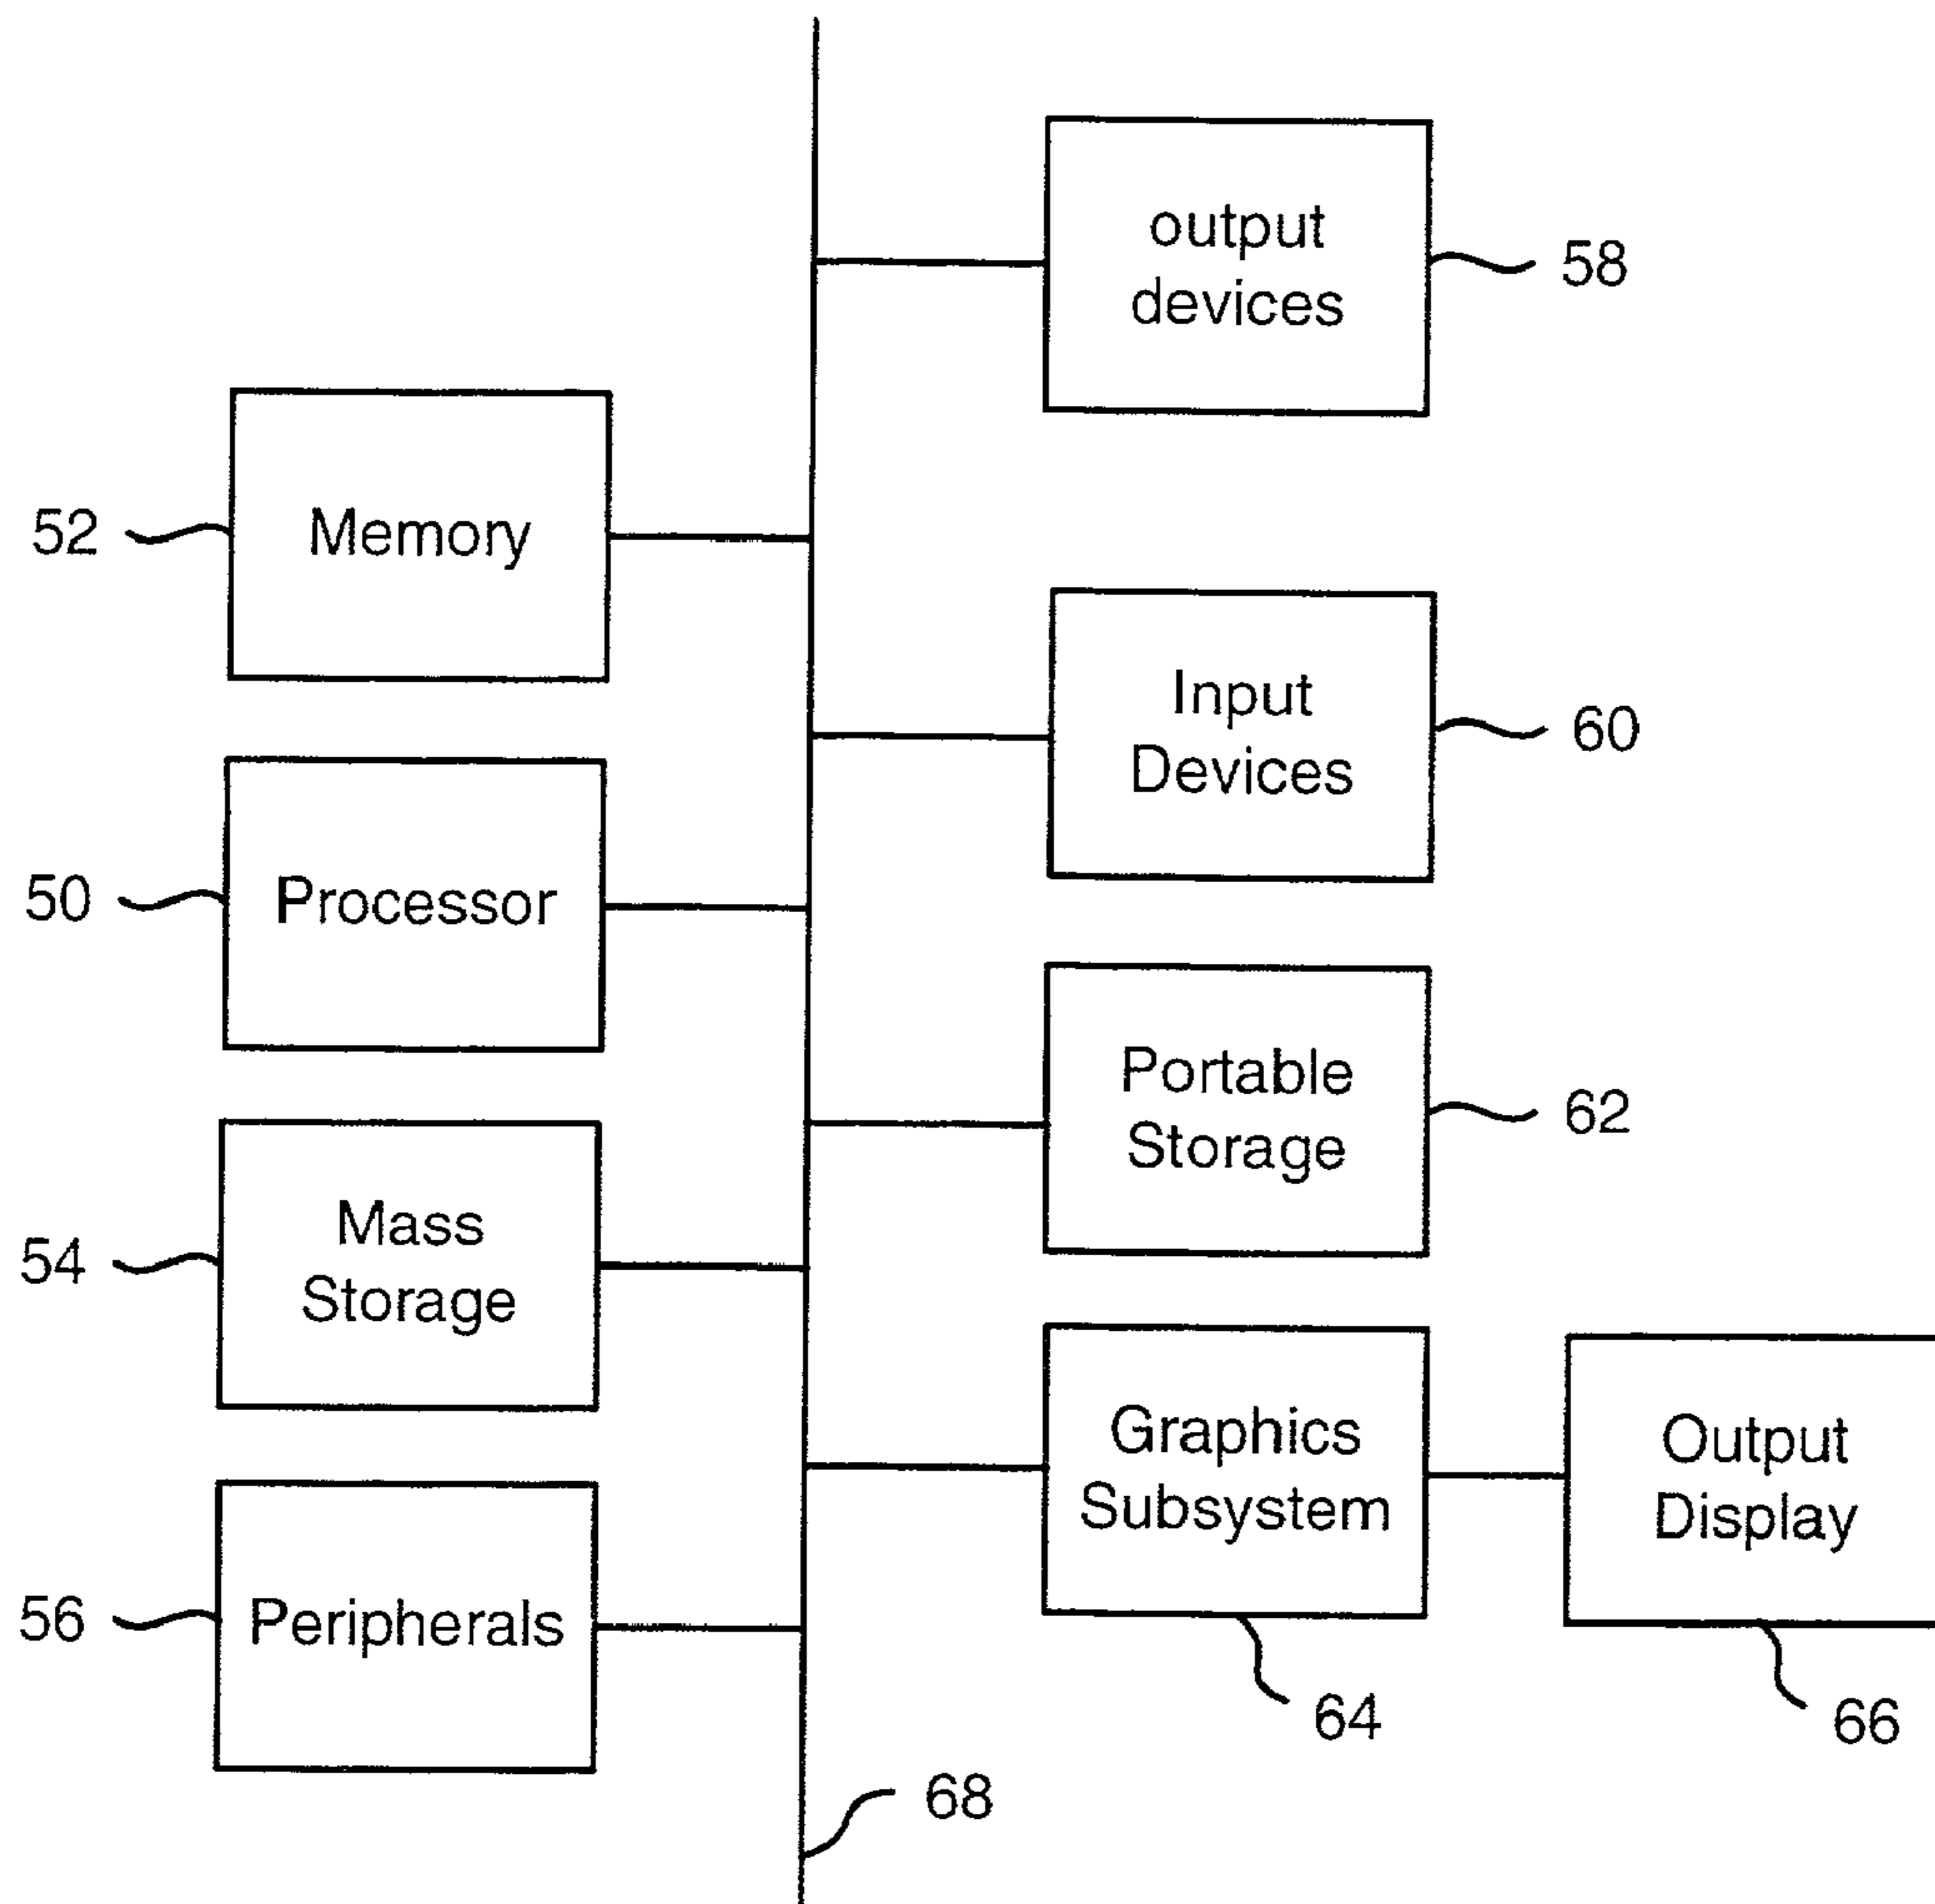 output
devices
58
52
Memory
Input
Devices
60
50
Processor
Portable
Storage
62
54
Mass
Storage
Graphics
Subsystem
Output
Display
56
Peripherals
64
66
68